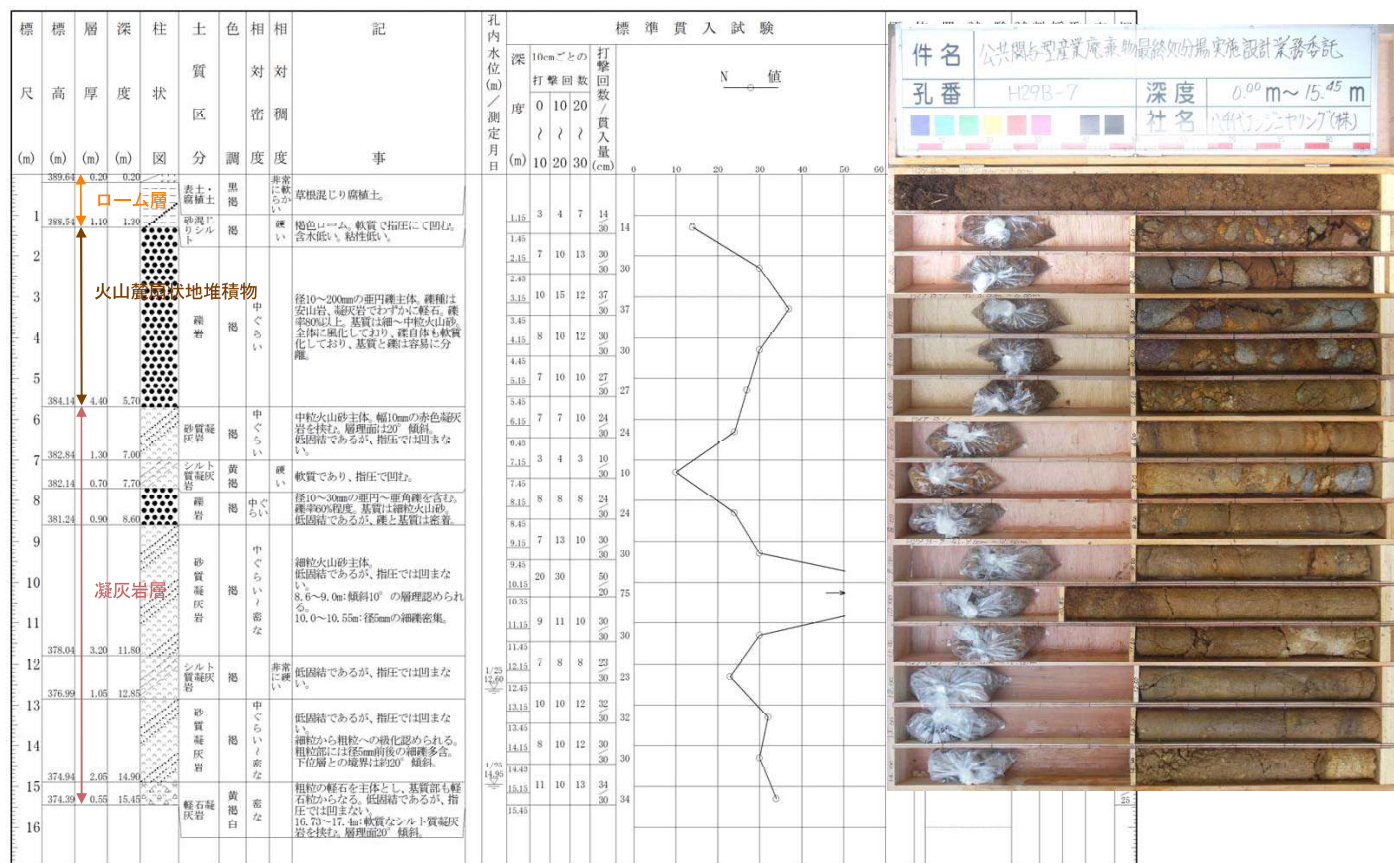 標尺(m)
標高(m)
層厚(m)
深度(m)
柱状図
土質区分
色調
相対密度
相対稠度
記事
孔内水位(m)/測定月日
標準貫入試験
深度(m)
10cmごとの打撃回数
0~10
10~20
20~30
打撃回数/貫入量(cm)
N 値
0 10 20 30 40 50 60
389.64 0.20 0.20
表土・腐植土
黒褐
非常に軟らかい
草根混じり腐植土。
ローム層
388.54 1.10 1.30
砂混じりシルト
褐
硬い
褐色ローム。軟質で指圧にて凹む。
含水低い。粘性低い。
火山麓扇状地堆積物
礫岩
褐
中ぐらい
径10~200mmの亜円礫主体。礫種は
安山岩、凝灰岩でわずかに軽石。礫
率80%以上。基質は細~中粒火山砂。
全体に風化しており、礫自体も軟質
化しており、基質と礫は容易に分
離。
384.14 4.40 5.70
砂質凝灰岩
褐
中ぐらい
中粒火山砂主体。幅10mmの赤色凝灰
岩を挟む。層理面は20°傾斜。
低固結であるが、指圧では凹まな
い。
382.84 1.30 7.00
シルト質凝灰岩
黄褐
硬い
軟質であり、指圧で凹む。
382.14 0.70 7.70
礫岩
褐
中ぐらい
径10~30mmの亜円~亜角礫を含む。
礫率60%程度。基質は細粒火山砂。
低固結であるが、礫と基質は密着。
381.24 0.90 8.60
凝灰岩層
砂質凝灰岩
褐
中ぐらい~密な
細粒火山砂主体。
低固結であるが、指圧では凹まな
い。
8.6~9.0m:傾斜10°の層理認められ
る。
10.0~10.55m:径5mmの細礫密集。
378.04 3.20 11.80
シルト質凝灰岩
褐
非常に硬い
低固結であるが、指圧では凹まな
い。
376.99 1.05 12.85
砂質凝灰岩
褐
中ぐらい~密な
低固結であるが、指圧では凹まな
い。
細粒から粗粒への級化認められる。
粗粒部には径5mm前後の細礫多含。
下位層との境界は約20°傾斜。
374.94 2.05 14.90
軽石凝灰岩
黄褐白
密な
粗粒の軽石を主体とし、基質部も軽
石粒からなる。低固結であるが、指
圧では凹まない。
16.73~17.4m:軟質なシルト質凝灰
岩を挟む。層理面20°傾斜。
374.39 0.55 15.45
1
2
3
4
5
6
7
8
9
10
11
12
13
14
15
16
1/25
12.60
14.95
1.15 3 4 7 14/30 14
1.45
2.15 7 10 13 30/30 30
2.45
3.15 10 15 12 37/30 37
3.45
4.15 8 10 12 30/30 30
4.45
5.15 7 10 10 27/30 27
5.45
6.15 7 7 10 24/30 24
6.45
7.15 3 4 3 10/30 10
7.45
8.15 8 8 8 24/30 24
8.45
9.15 7 13 10 30/30 30
9.45
10.15 20 30 50/20 75
10.35
11.15 9 11 10 30/30 30
11.45
12.15 7 8 8 23/30 23
12.45
13.15 10 10 12 32/30 32
13.45
14.15 8 10 12 30/30 30
14.45
15.15 11 10 13 34/30 34
15.45
件名 公共関与型産業廃棄物最終処分場実施設計業務委託
孔番 H29B-7 深度 0.00m~15.45m
社名 八千代エンジニヤリング(株)
25